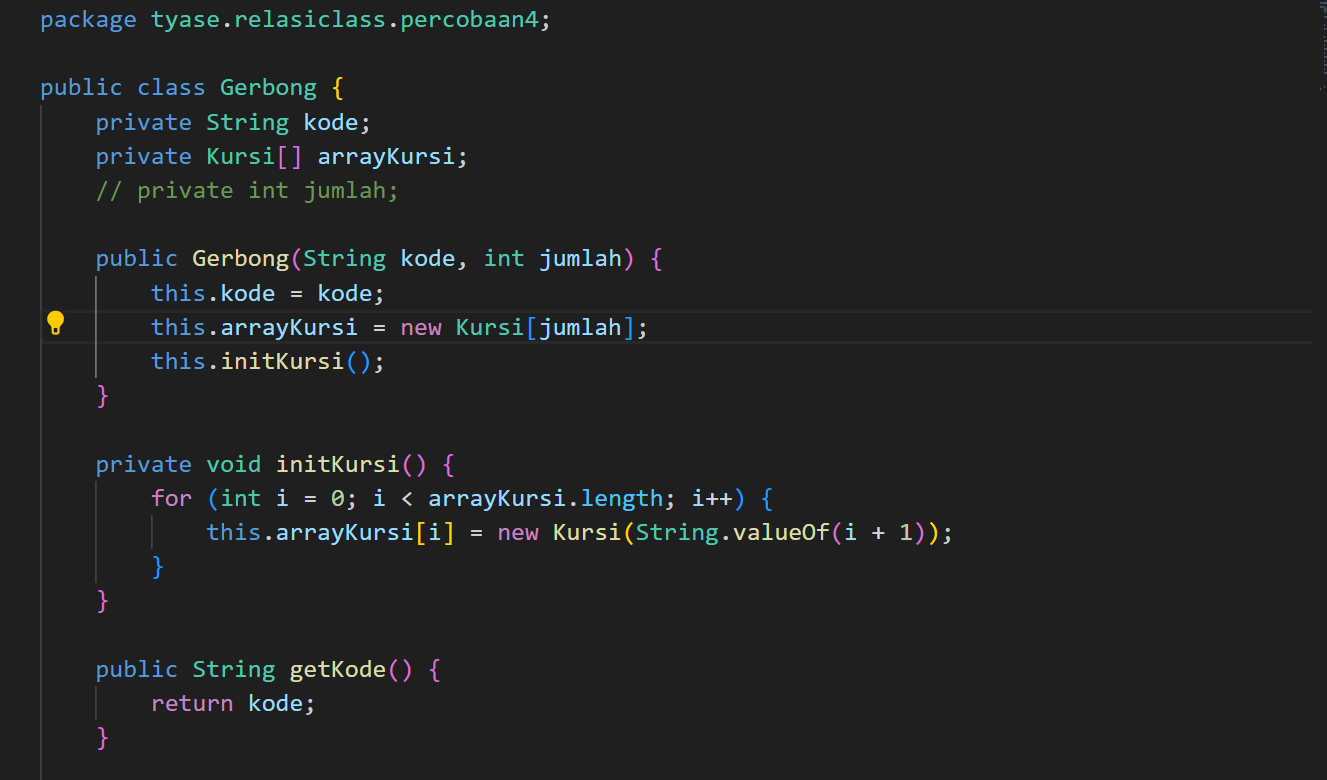 package tyase.relasiclass.percobaan4;
public class Gerbong {
private String kode;
private Kursi[] arrayKursi;
// private int jumlah;
public Gerbong(String kode, int jumlah) {
this.kode = kode;
this.arrayKursi = new Kursi[jumlah];
this.initKursi();
}
private void initKursi() {
for (int i = 0; i < arrayKursi.length; i++) {
this.arrayKursi[i] = new Kursi(String.valueOf(i + 1));
}
}
public String getKode() {
return kode;
}